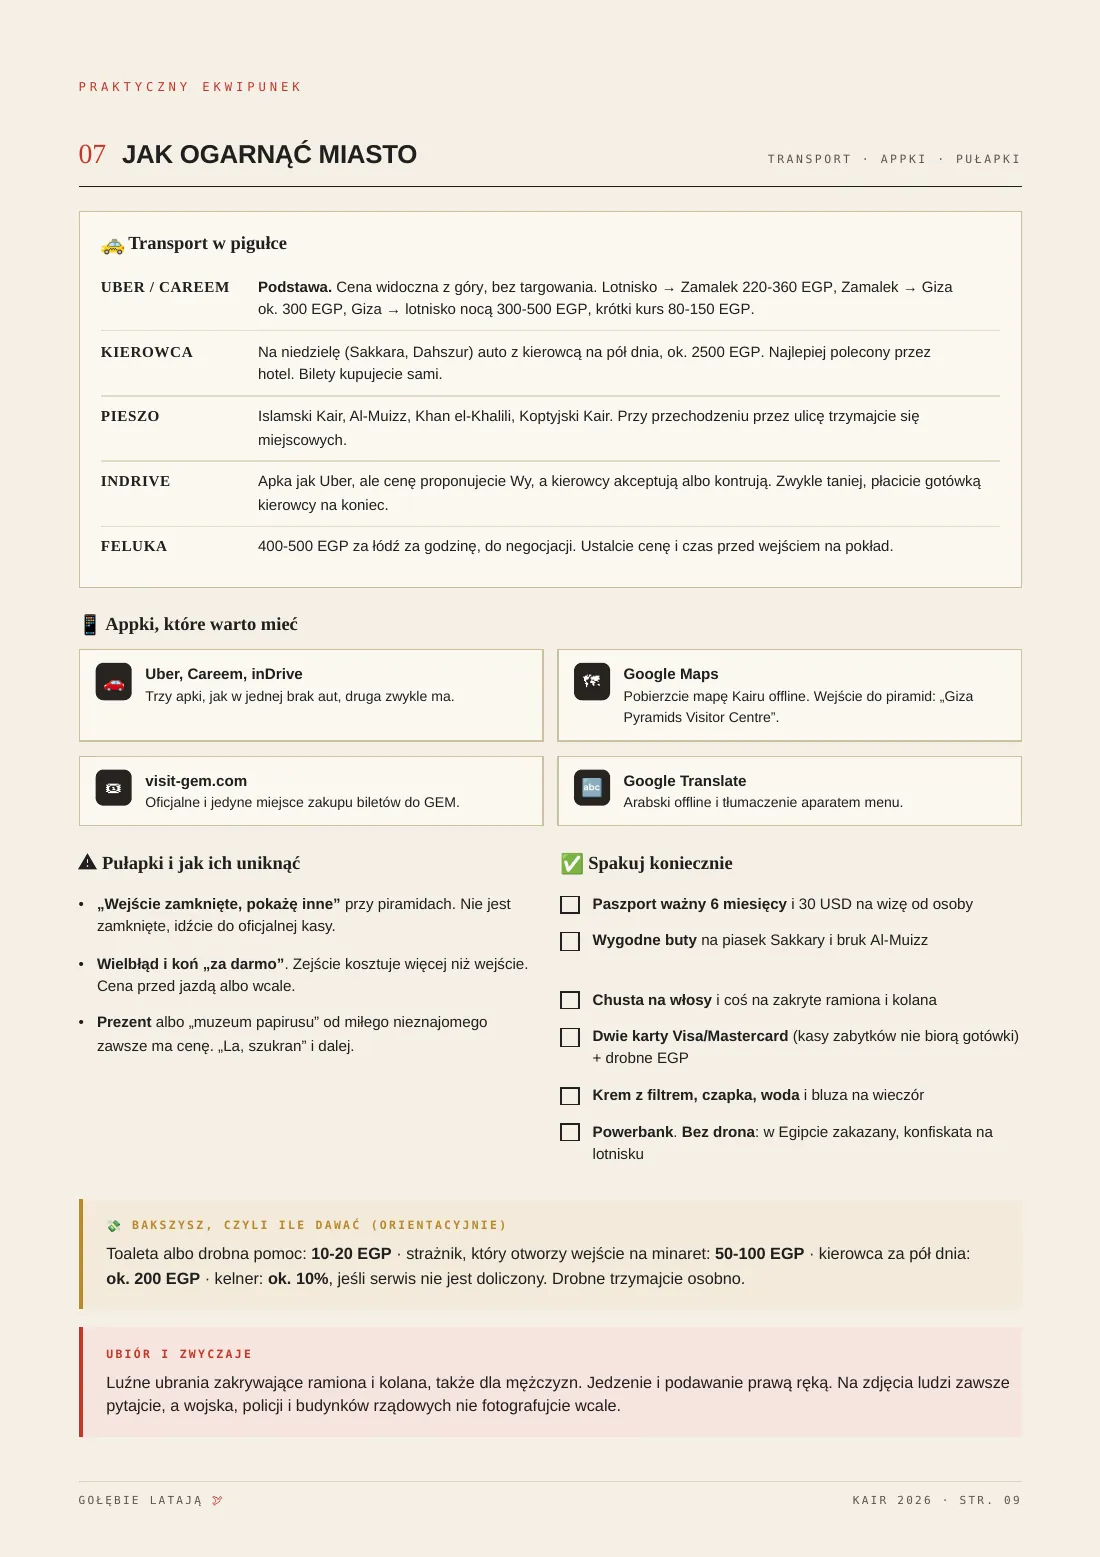 PRAKTYCZNY EKWIPUNEK
07 JAK OGARNĄĆ MIASTO
TRANSPORT · APPKI · PUŁAPKI
🚕 Transport w pigułce
UBER / CAREEM
Podstawa. Cena widoczna z góry, bez targowania. Lotnisko → Zamalek 220-360 EGP, Zamalek → Giza
ok. 300 EGP, Giza → lotnisko nocą 300-500 EGP, krótki kurs 80-150 EGP.
KIEROWCA
Na niedzielę (Sakkara, Dahszur) auto z kierowcą na pół dnia, ok. 2500 EGP. Najlepiej polecony przez
hotel. Bilety kupujecie sami.
PIESZO
Islamski Kair, Al-Muizz, Khan el-Khalili, Koptyjski Kair. Przy przechodzeniu przez ulicę trzymajcie się
miejscowych.
INDRIVE
Apka jak Uber, ale cenę proponujecie Wy, a kierowcy akceptują albo kontrują. Zwykle taniej, płacicie gotówką
kierowcy na koniec.
FELUKA
400-500 EGP za łódź za godzinę, do negocjacji. Ustalcie cenę i czas przed wejściem na pokład.
📱 Appki, które warto mieć
Uber, Careem, inDrive
Trzy apki, jak w jednej brak aut, druga zwykle ma.
Google Maps
Pobierzcie mapę Kairu offline. Wejście do piramid: „Giza
Pyramids Visitor Centre”.
visit-gem.com
Oficjalne i jedyne miejsce zakupu biletów do GEM.
abc
Google Translate
Arabski offline i tłumaczenie aparatem menu.
⚠ Pułapki i jak ich uniknąć
• „Wejście zamknięte, pokażę inne” przy piramidach. Nie jest
zamknięte, idźcie do oficjalnej kasy.
• Wielbłąd i koń „za darmo”. Zejście kosztuje więcej niż wejście.
Cena przed jazdą albo wcale.
• Prezent albo „muzeum papirusu” od miłego nieznajomego
zawsze ma cenę. „La, szukran” i dalej.
✅ Spakuj koniecznie
Paszport ważny 6 miesięcy i 30 USD na wizę od osoby
Wygodne buty na piasek Sakkary i bruk Al-Muizz
Chusta na włosy i coś na zakryte ramiona i kolana
Dwie karty Visa/Mastercard (kasy zabytków nie biorą gotówki)
+ drobne EGP
Krem z filtrem, czapka, woda i bluza na wieczór
Powerbank. Bez drona: w Egipcie zakazany, konfiskata na
lotnisku
💸 BAKSZYSZ, CZYLI ILE DAWAĆ (ORIENTACYJNIE)
Toaleta albo drobna pomoc: 10-20 EGP · strażnik, który otworzy wejście na minaret: 50-100 EGP · kierowca za pół dnia:
ok. 200 EGP · kelner: ok. 10%, jeśli serwis nie jest doliczony. Drobne trzymajcie osobno.
UBIÓR I ZWYCZAJE
Luźne ubrania zakrywające ramiona i kolana, także dla mężczyzn. Jedzenie i podawanie prawą ręką. Na zdjęcia ludzi zawsze
pytajcie, a wojska, policji i budynków rządowych nie fotografujcie wcale.
GOŁĘBIE LATAJĄ 🕊
KAIR 2026 · STR. 09